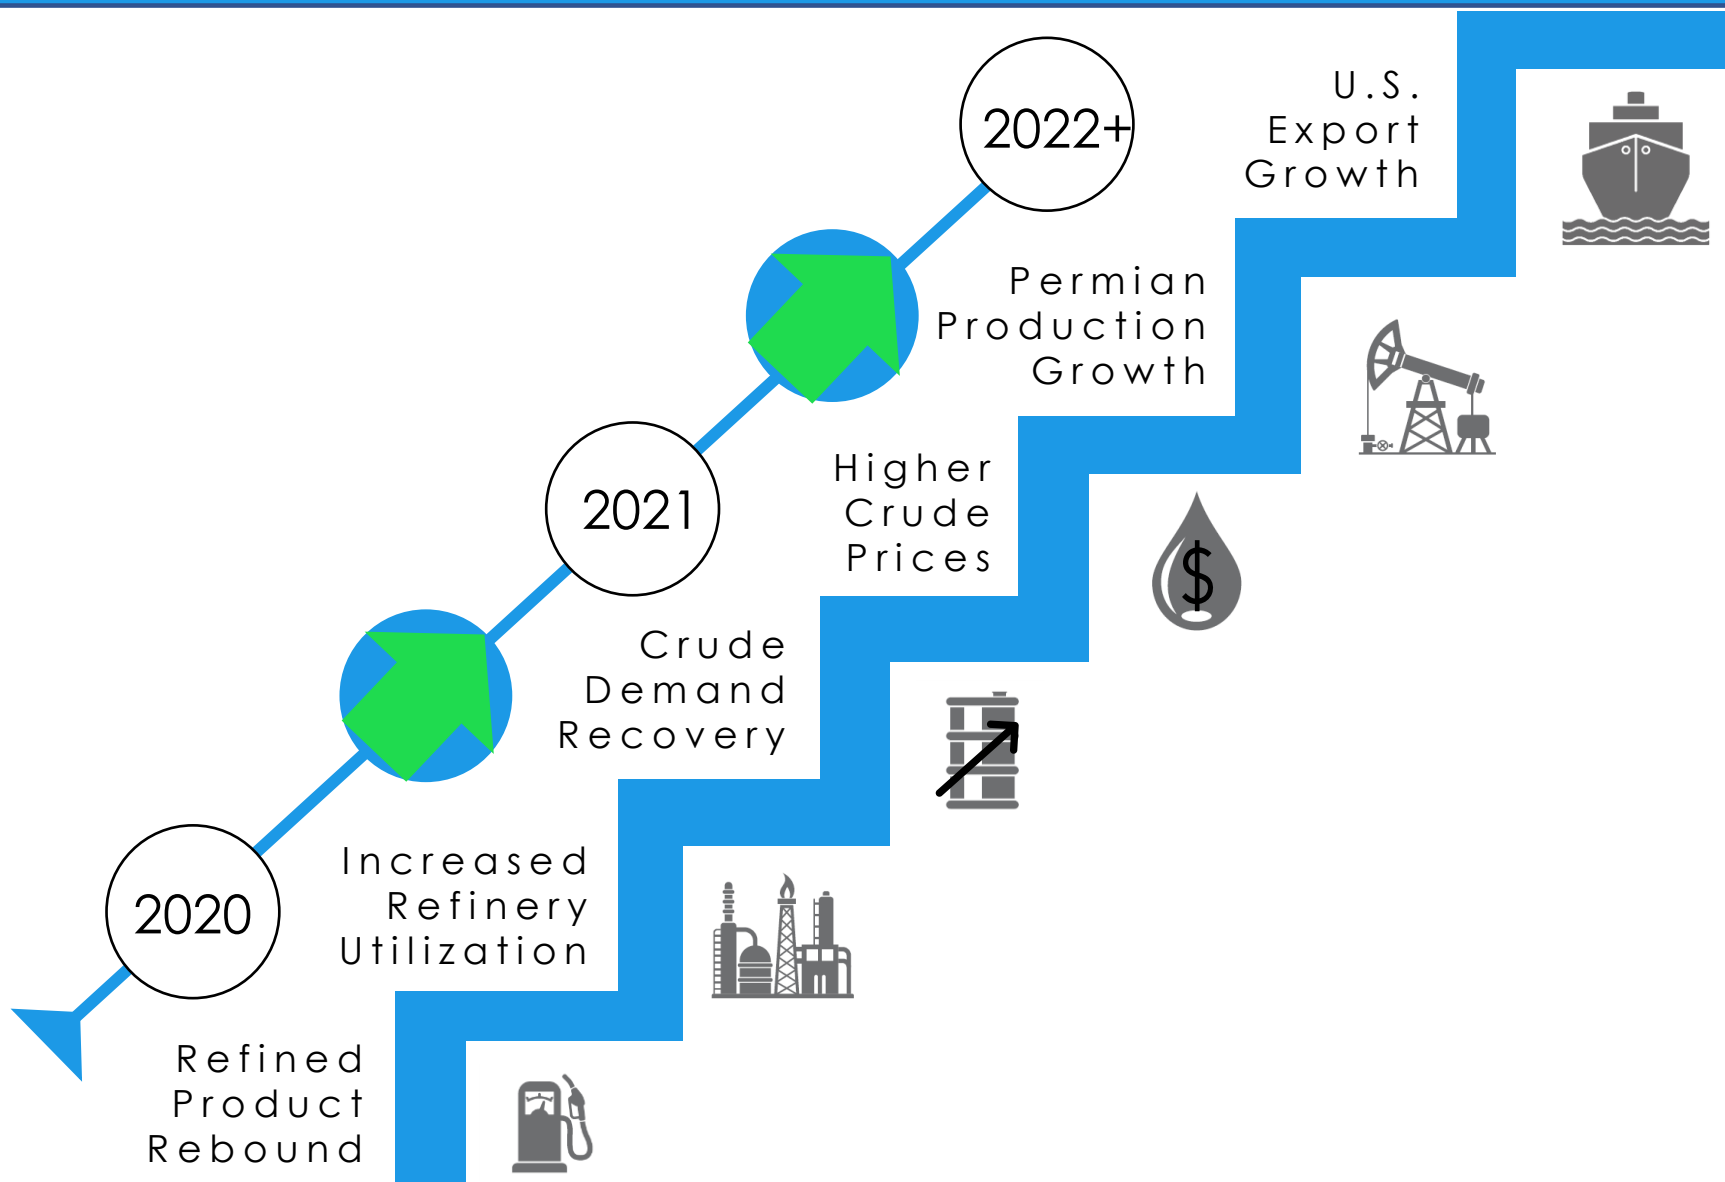 2022+
U.S.
Export
Growth
Permian
Production
Growth
2021
Higher
Crude
Prices
$
Crude
Demand
Recovery
2020
Increased
Refinery
Utilization
Refined
Product
Rebound